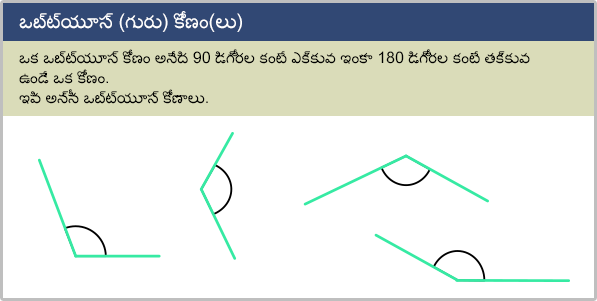 ఒబ్‌ట్‌యూస్ (గురు) కోణం(లు)
ఒక ఒబ్‌ట్‌యూస్ కోణం అనేది 90 డిగ్రీల కంటే ఎక్కువ ఇంకా 180 డిగ్రీల కంటే తక్కువ
ఉండే ఒక కోణం.
ఇవి అన్నీ ఒబ్‌ట్‌యూస్ కోణాలు.